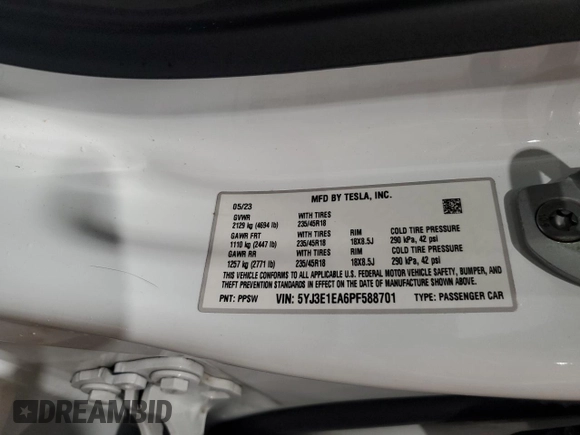 MFD BY TESLA, INC.
05/23
GVWR WITH TIRES
2129 kg (4694 lb) 235/45R18
GAWR FRT WITH TIRES RIM COLD TIRE PRESSURE
1110 kg (2447 lb) 235/45R18 18X8.5J 290 kPa, 42 psi
GAWR RR WITH TIRES RIM COLD TIRE PRESSURE
1257 kg (2771 lb) 235/45R18 18X8.5J 290 kPa, 42 psi
THIS VEHICLE CONFORMS TO ALL APPLICABLE U.S. FEDERAL MOTOR VEHICLE SAFETY, BUMPER, AND
THEFT PREVENTION STANDARDS IN EFFECT ON THE DATE OF MANUFACTURE SHOWN ABOVE.
PNT: PPSW VIN: 5YJ3E1EA6PF588701 TYPE: PASSENGER CAR
DREAMBID